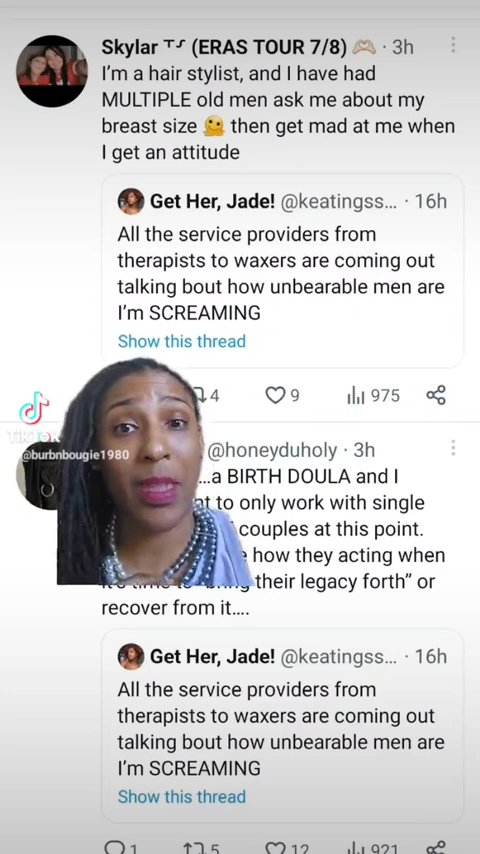 Skylar ᵀᔑ (ERAS TOUR 7/8) 🫶🏻 · 3h
I'm a hair stylist, and I have had
MULTIPLE old men ask me about my
breast size 🫠 then get mad at me when
I get an attitude
Get Her, Jade! @keatingss... · 16h
All the service providers from
therapists to waxers are coming out
talking bout how unbearable men are
I'm SCREAMING
Show this thread
4 9 975
TikTok
@burbnbougie1980
@honeyduholy · 3h
...a BIRTH DOULA and I
to only work with single
couples at this point.
how they acting when
their legacy forth" or
recover from it....
Get Her, Jade! @keatingss... · 16h
All the service providers from
therapists to waxers are coming out
talking bout how unbearable men are
I'm SCREAMING
Show this thread
1 5 12 921